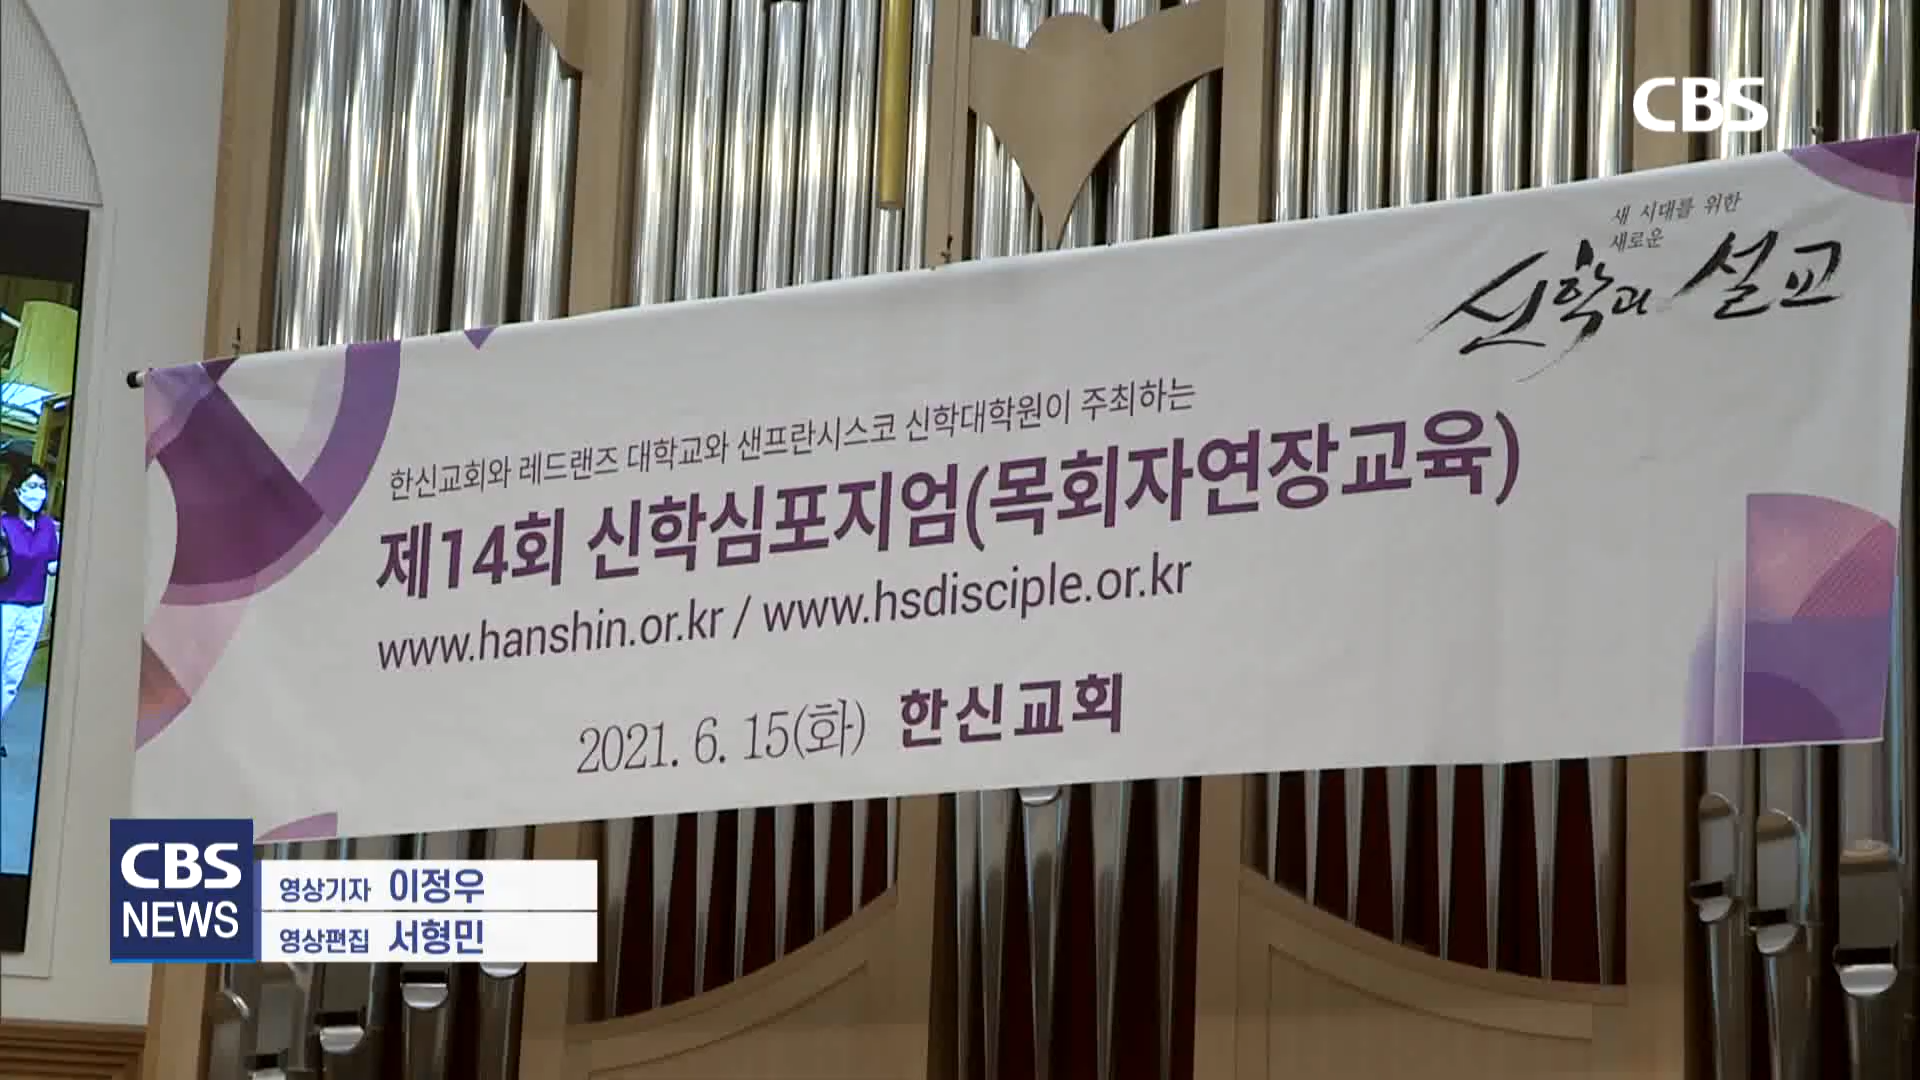 CBS
새 시대를 위한
새로운
신학과 설교
한신교회와 레드랜즈 대학교와 샌프란시스코 신학대학원이 주최하는
제14회 신학심포지엄(목회자연장교육)
www.hanshin.or.kr / www.hsdisciple.or.kr
2021. 6. 15(화) 한신교회
CBS
NEWS
영상기자 이정우
영상편집 서형민